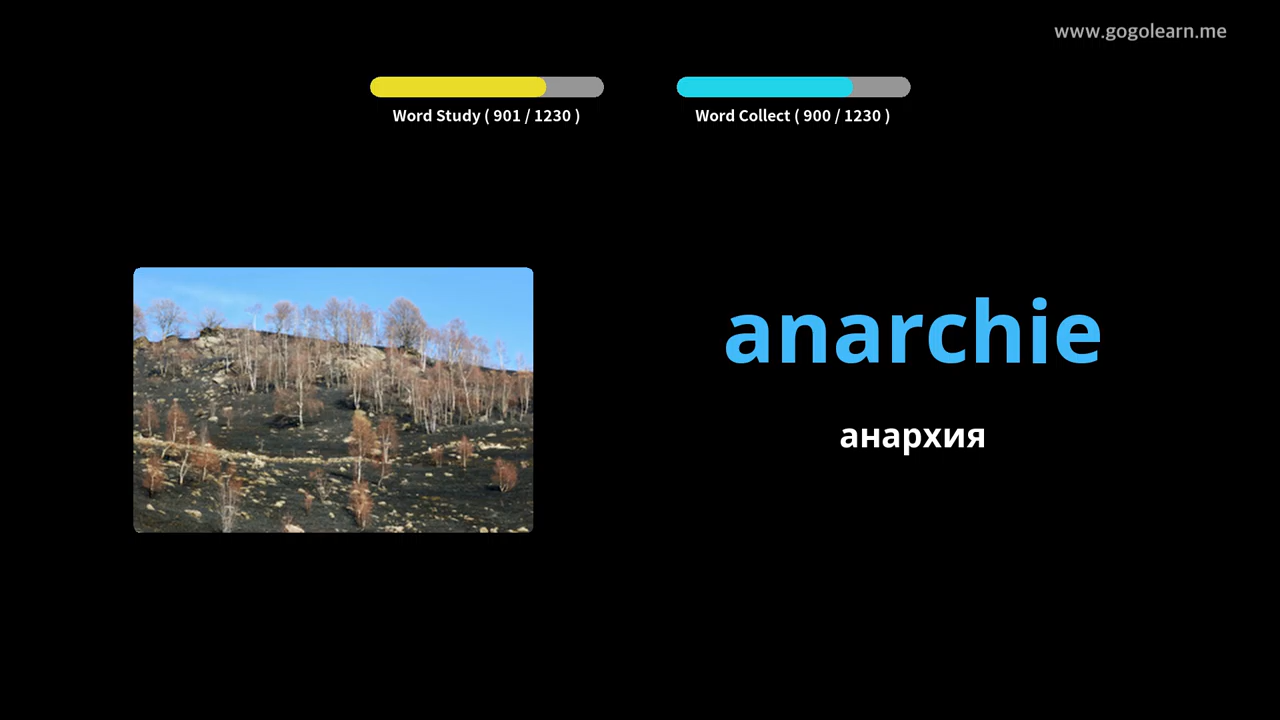 www.gogolearn.me
Word Study ( 901 / 1230 )
Word Collect ( 900 / 1230 )
anarchie
анархия